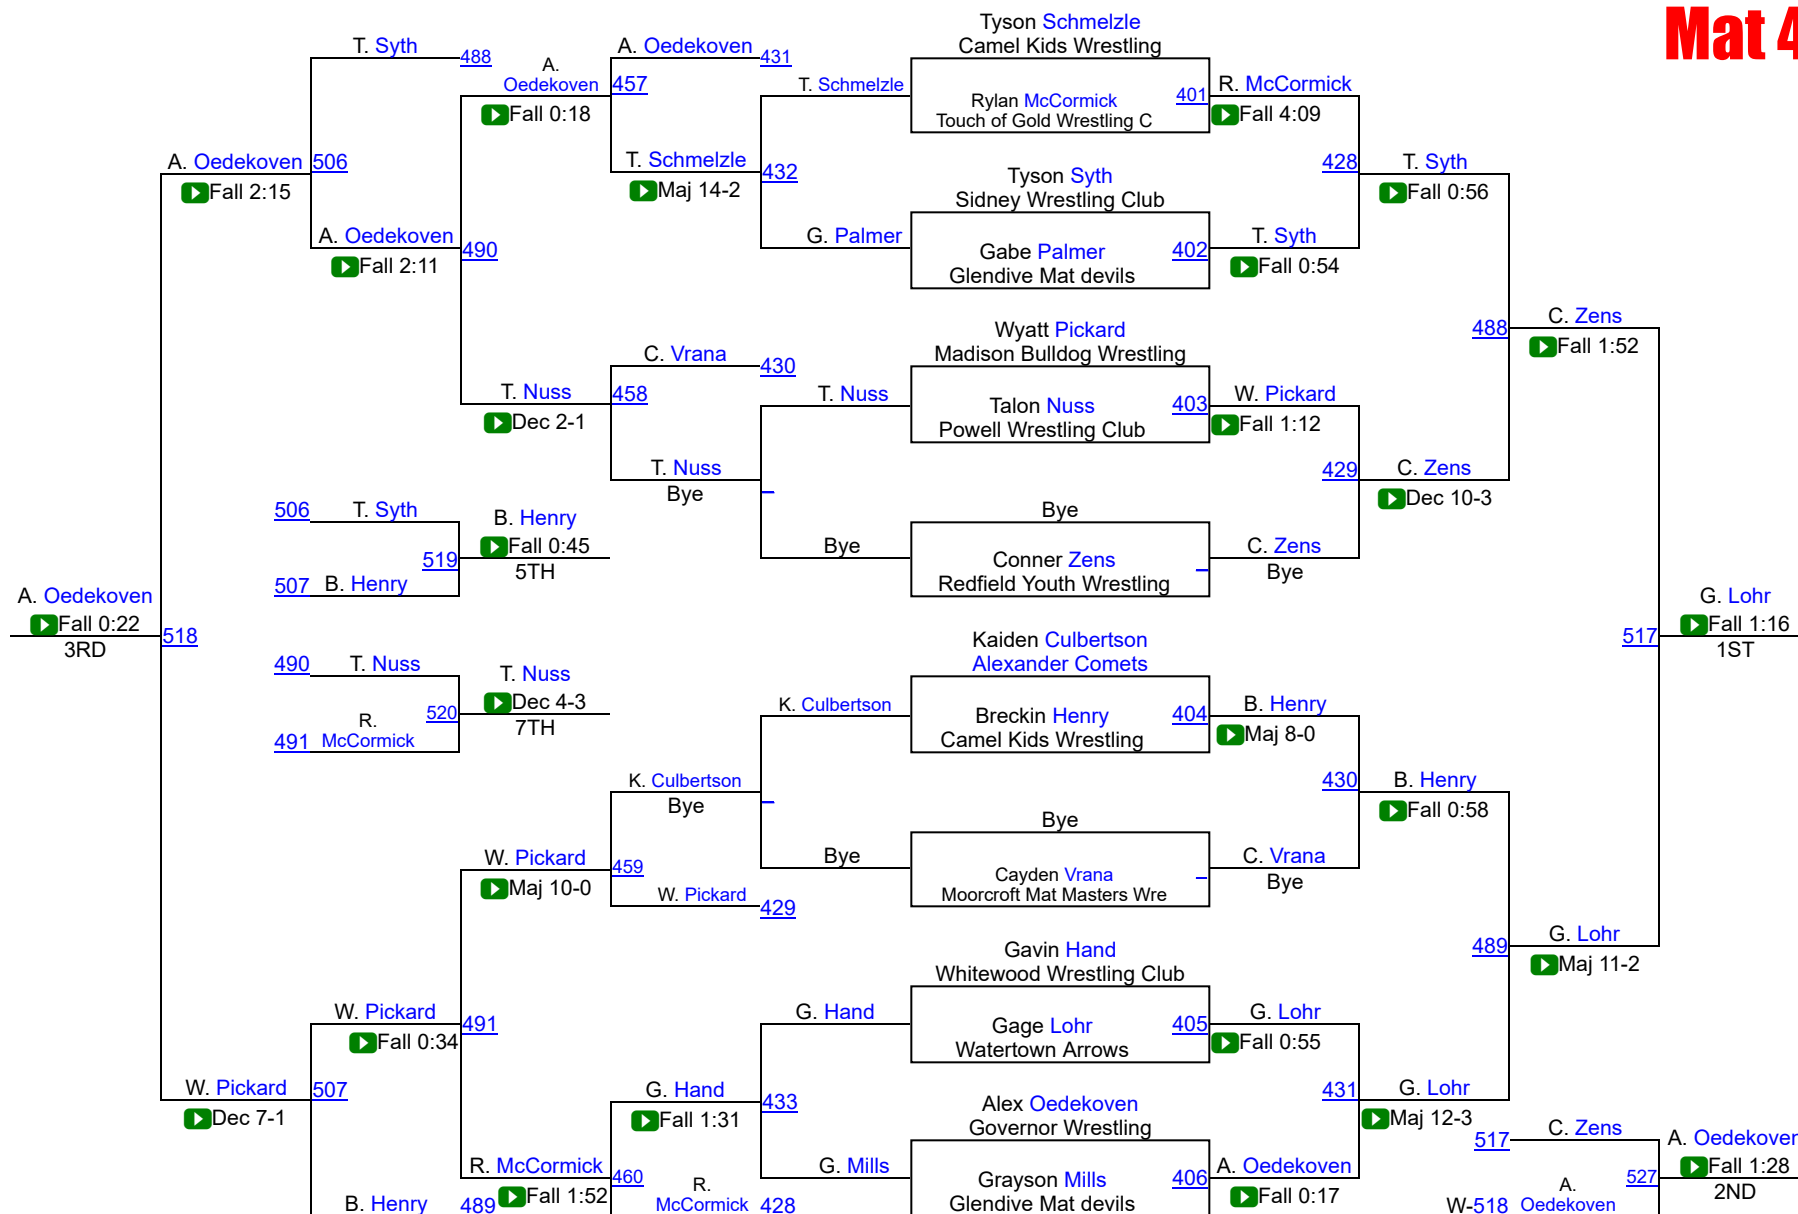 Mat 4
Tyson Schmelzle
Camel Kids Wrestling
T. Syth
488
A. Oedekoven
431
A.
Oedekoven
457
Fall 0:18
T. Schmelzle
Rylan McCormick
Touch of Gold Wrestling C
401
R. McCormick
Fall 4:09
A. Oedekoven
506
Fall 2:15
T. Schmelzle
432
Maj 14-2
Tyson Syth
Sidney Wrestling Club
428
T. Syth
Fall 0:56
A. Oedekoven
490
Fall 2:11
G. Palmer
Gabe Palmer
Glendive Mat devils
402
T. Syth
Fall 0:54
Wyatt Pickard
Madison Bulldog Wrestling
488
C. Zens
Fall 1:52
C. Vrana
430
T. Nuss
458
Dec 2-1
T. Nuss
Talon Nuss
Powell Wrestling Club
403
W. Pickard
Fall 1:12
T. Nuss
Bye
429
C. Zens
Dec 10-3
506
T. Syth
B. Henry
Fall 0:45
5TH
519
507
B. Henry
Bye
Bye
Conner Zens
Redfield Youth Wrestling
C. Zens
Bye
A. Oedekoven
Fall 0:22
3RD
518
517
G. Lohr
Fall 1:16
1ST
490
T. Nuss
T. Nuss
Dec 4-3
7TH
520
491
R.
McCormick
Kaiden Culbertson
Alexander Comets
K. Culbertson
Breckin Henry
Camel Kids Wrestling
404
B. Henry
Maj 8-0
K. Culbertson
Bye
430
B. Henry
Fall 0:58
Bye
Bye
Cayden Vrana
Moorcroft Mat Masters Wre
C. Vrana
Bye
W. Pickard
459
Maj 10-0
W. Pickard
429
Gavin Hand
Whitewood Wrestling Club
489
G. Lohr
Maj 11-2
W. Pickard
491
Fall 0:34
G. Hand
Gage Lohr
Watertown Arrows
405
G. Lohr
Fall 0:55
W. Pickard
507
Dec 7-1
G. Hand
433
Fall 1:31
Alex Oedekoven
Governor Wrestling
431
G. Lohr
Maj 12-3
R. McCormick
460
Fall 1:52
G. Mills
Grayson Mills
Glendive Mat devils
406
A. Oedekoven
Fall 0:17
517
C. Zens
A. Oedekoven
Fall 1:28
2ND
527
B. Henry
489
R.
McCormick
428
W-518
A.
Oedekoven